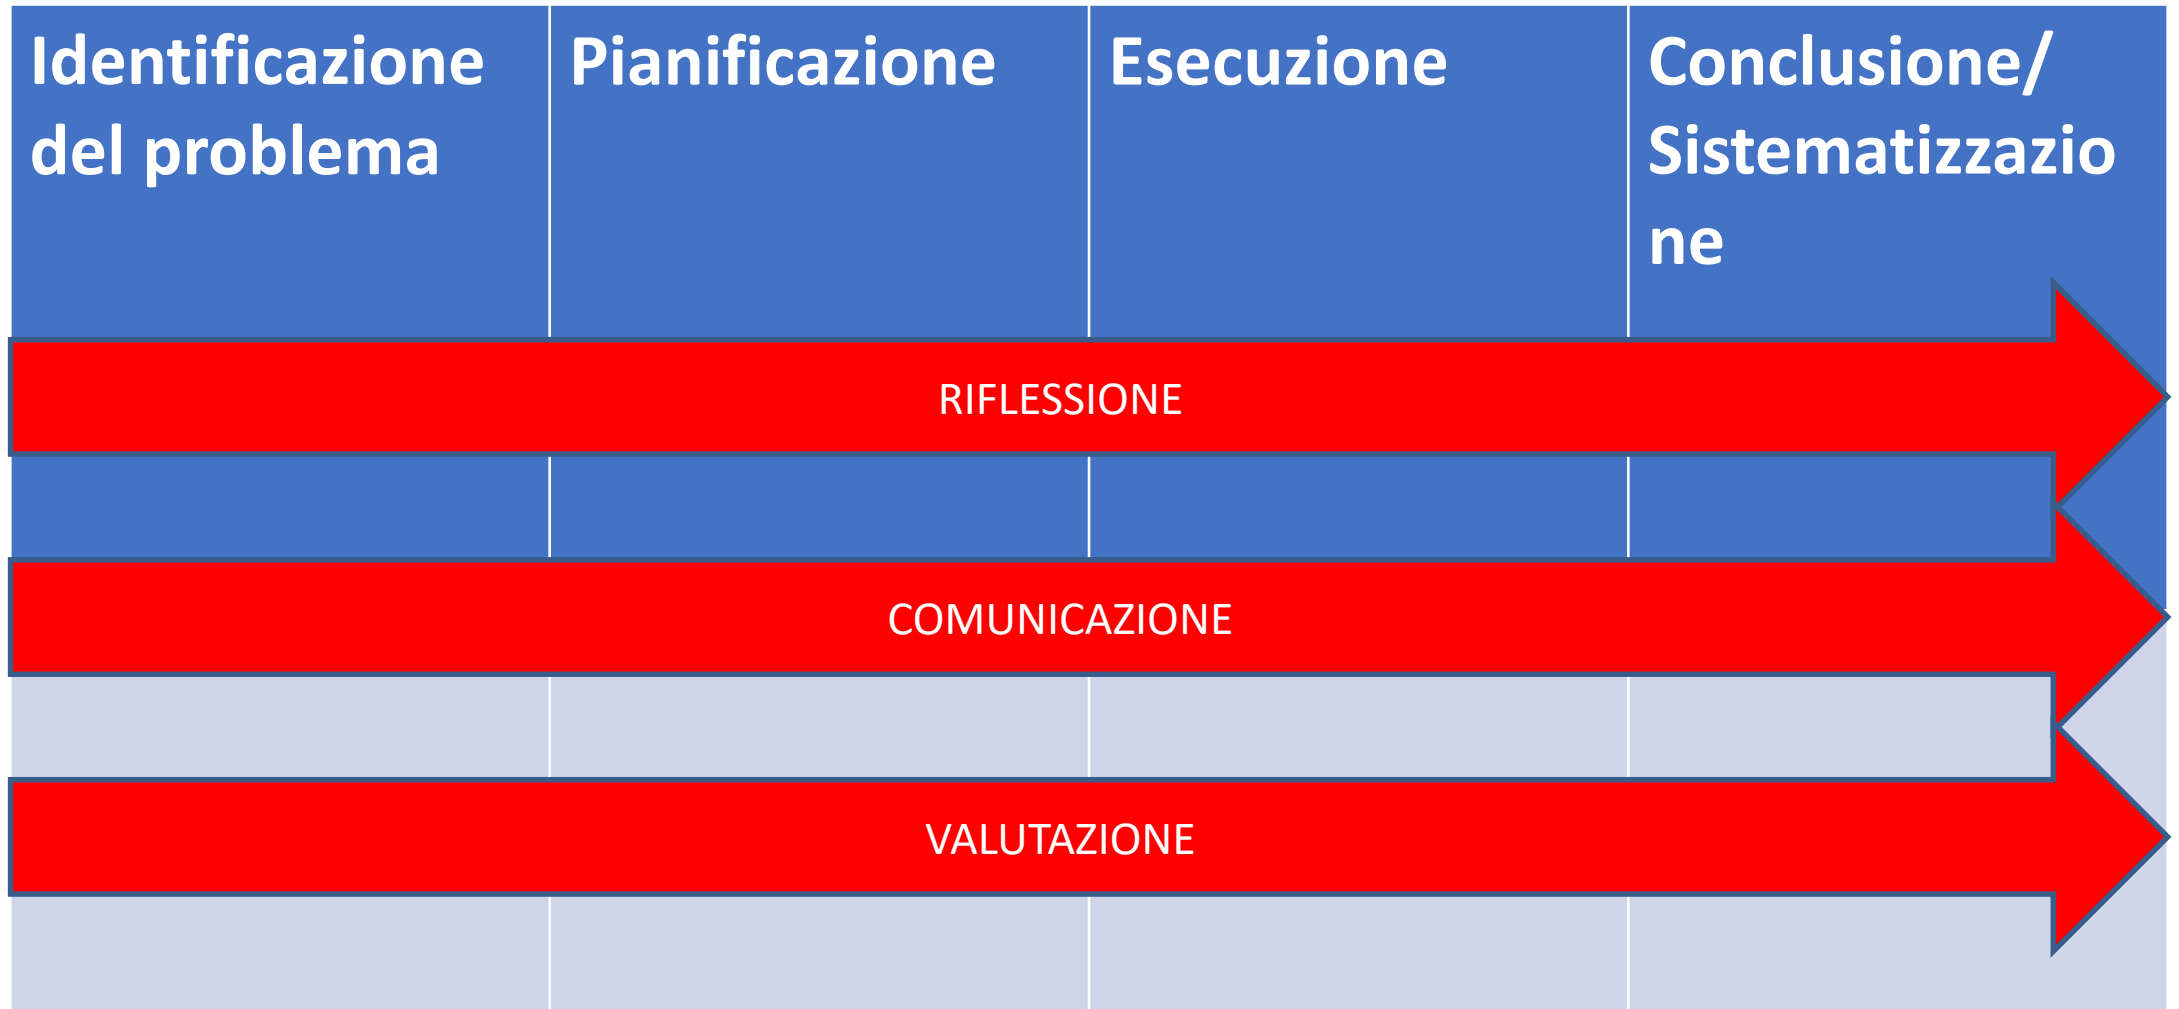 Identificazione
del problema
Pianificazione
Esecuzione
Conclusione/
Sistematizzazio
ne
RIFLESSIONE
COMUNICAZIONE
VALUTAZIONE